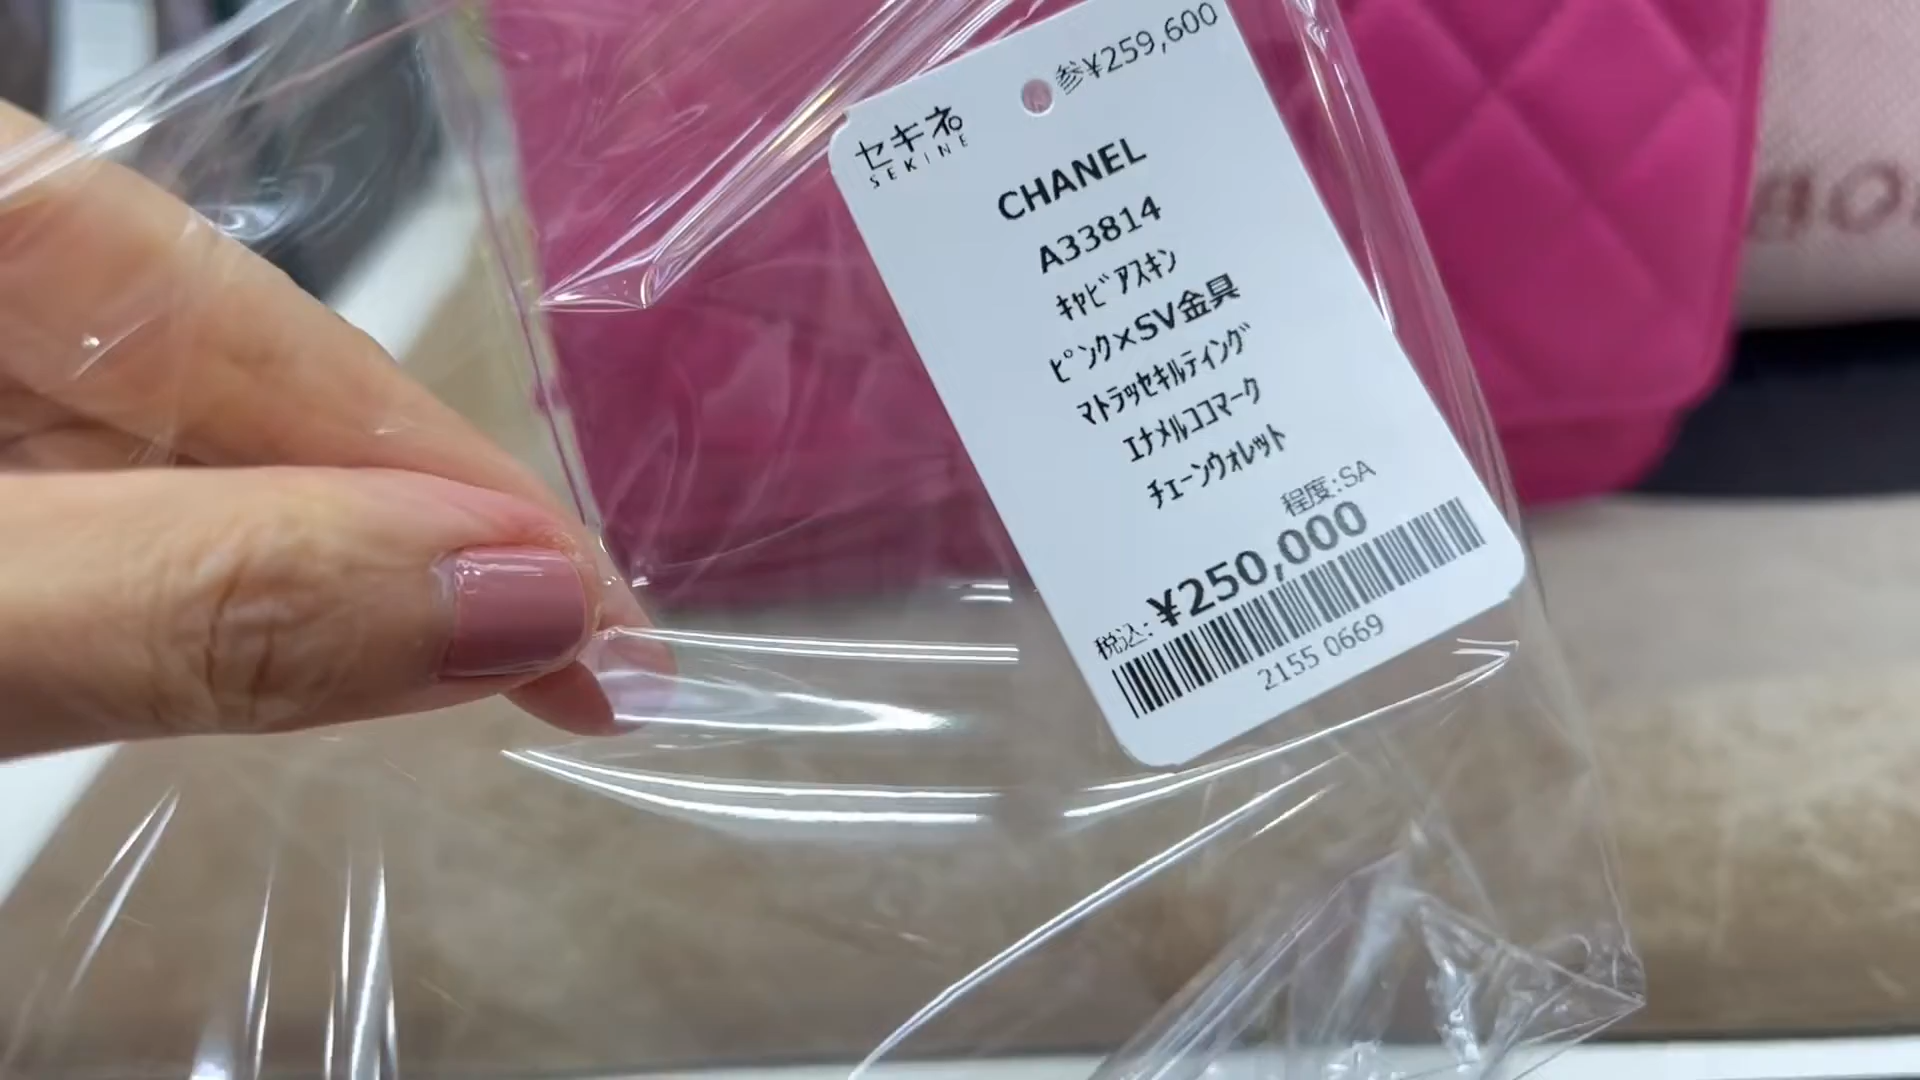 参¥259,600
セキネ
SEKINE
CHANEL
A33814
ｷｬﾋﾞｱｽｷﾝ
ﾋﾟﾝｸ×SV金具
ﾏﾄﾗｯｾｷﾙﾃｨﾝｸﾞ
ｴﾅﾒﾙｺｺﾏｰｸ
ﾁｪｰﾝｳｫﾚｯﾄ
程度:SA
税込:¥250,000
2155 0669